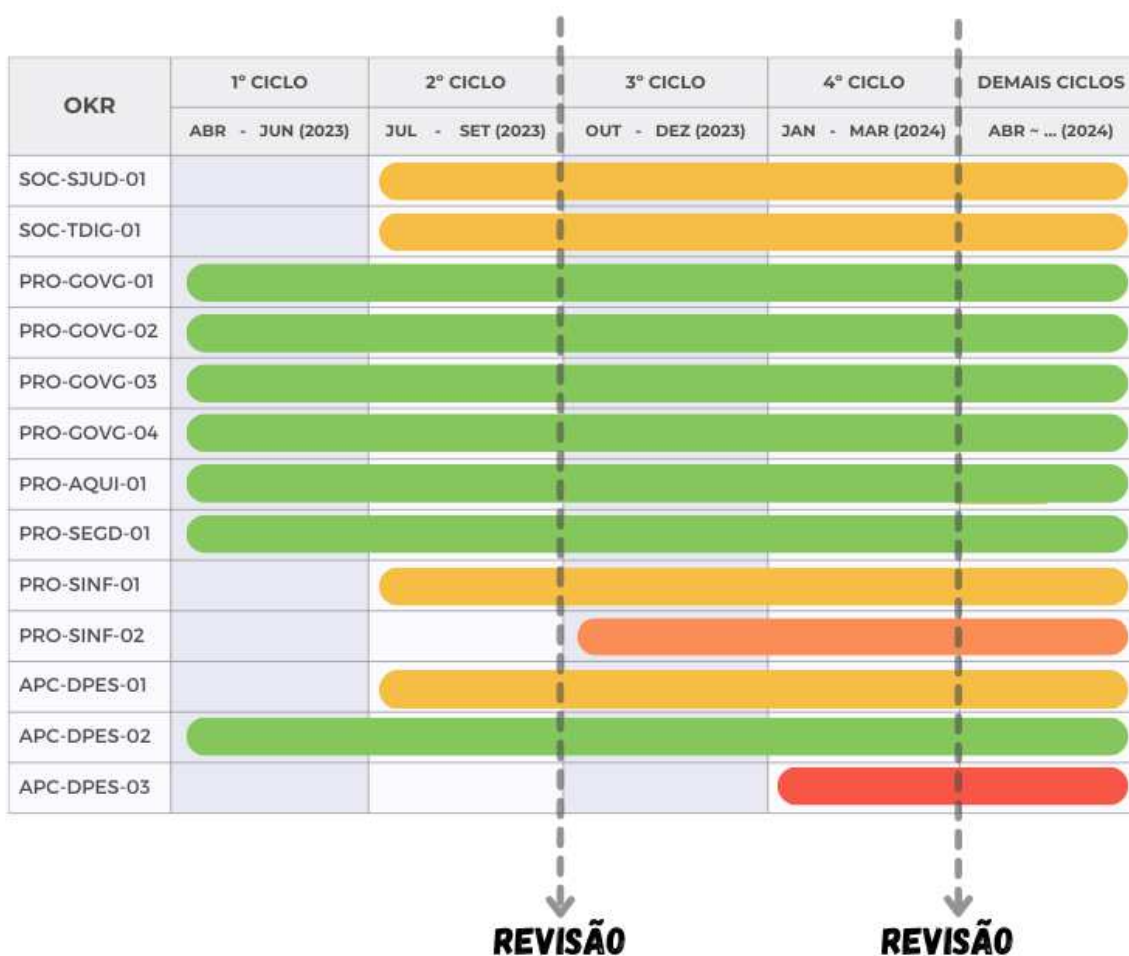 OKR
1º CICLO 2º CICLO 3º CICLO 4º CICLO DEMAIS CICLOS
ABR - JUN (2023) JUL - SET (2023) OUT - DEZ (2023) JAN - MAR (2024) ABR ~ ... (2024)
SOC-SJUD-01
SOC-TDIG-01
PRO-GOVG-01
PRO-GOVG-02
PRO-GOVG-03
PRO-GOVG-04
PRO-AQUI-01
PRO-SEGD-01
PRO-SINF-01
PRO-SINF-02
APC-DPES-01
APC-DPES-02
APC-DPES-03
REVISÃO REVISÃO